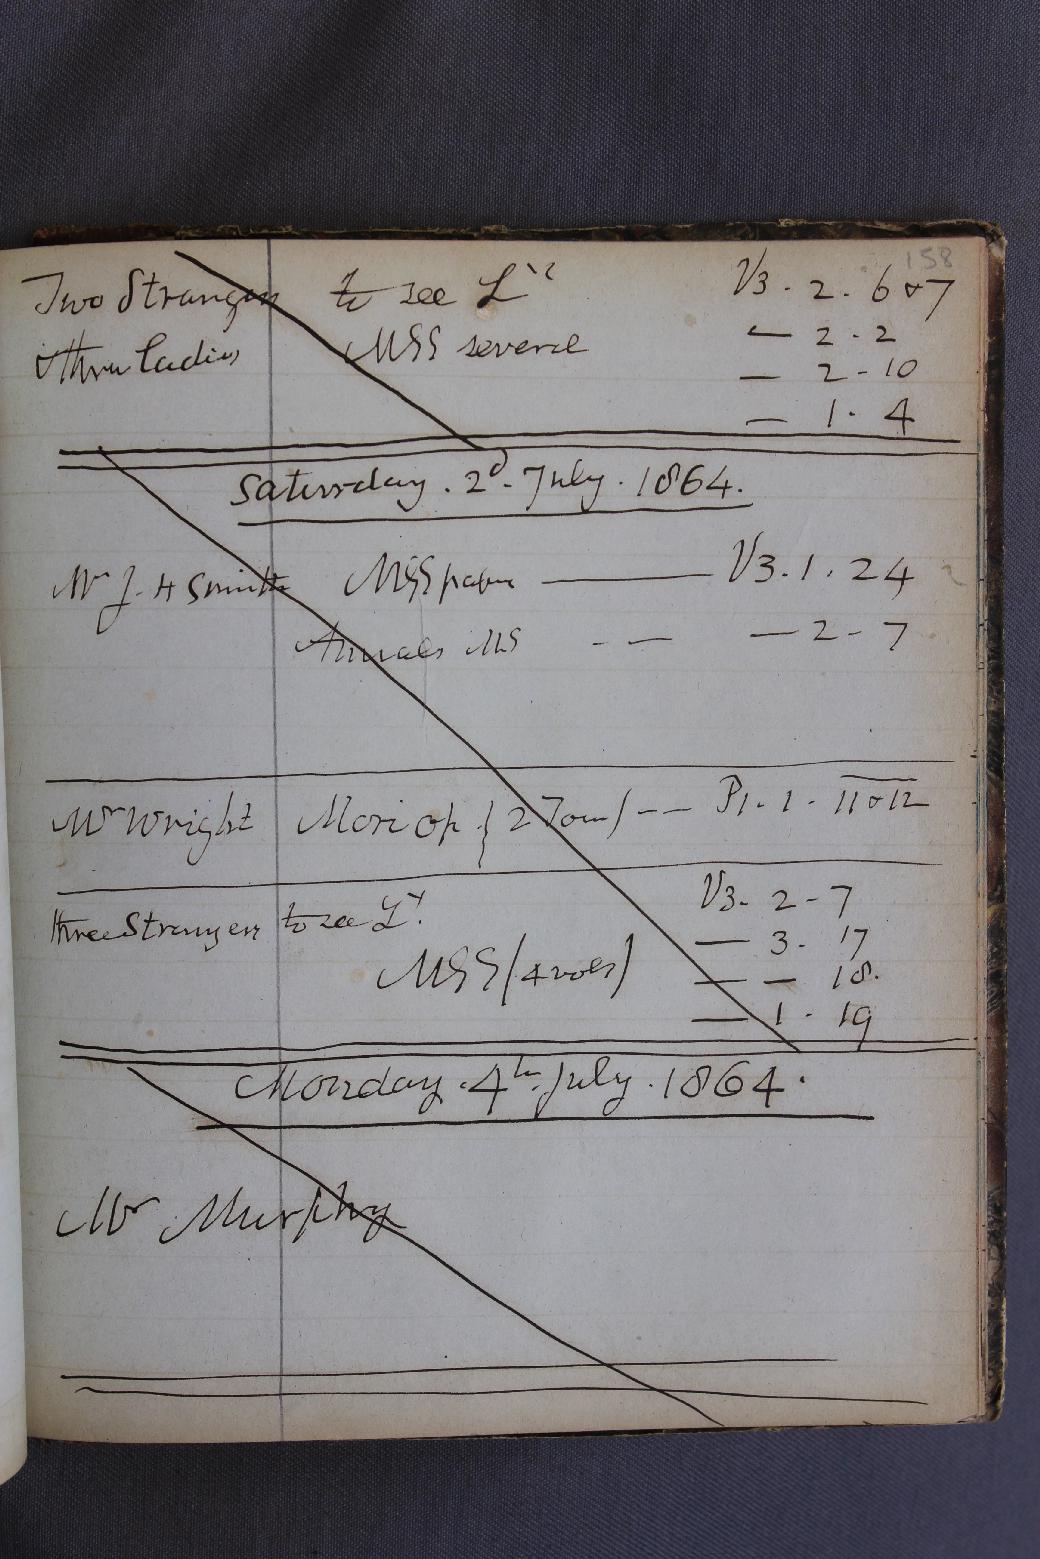 158
Two Strangers to see Ly V3. 2. 6 & 7
& three Ladies MSS several — 2. 2
— 2 - 10
— 1. 4
Saturday. 2d. July. 1864.
Mr J. H Smith MSS paper — V3. 1. 24
Annals MS - — — 2 - 7
Mr Wright Mori Op { 2 Tom) -- P1. 1. 11 & 12
three Strangers to see Ly. V3. 2 - 7
— 3. 17
MSS (4 vols) — — 18.
— 1. 19
Monday. 4th. July. 1864.
Mr Murphy